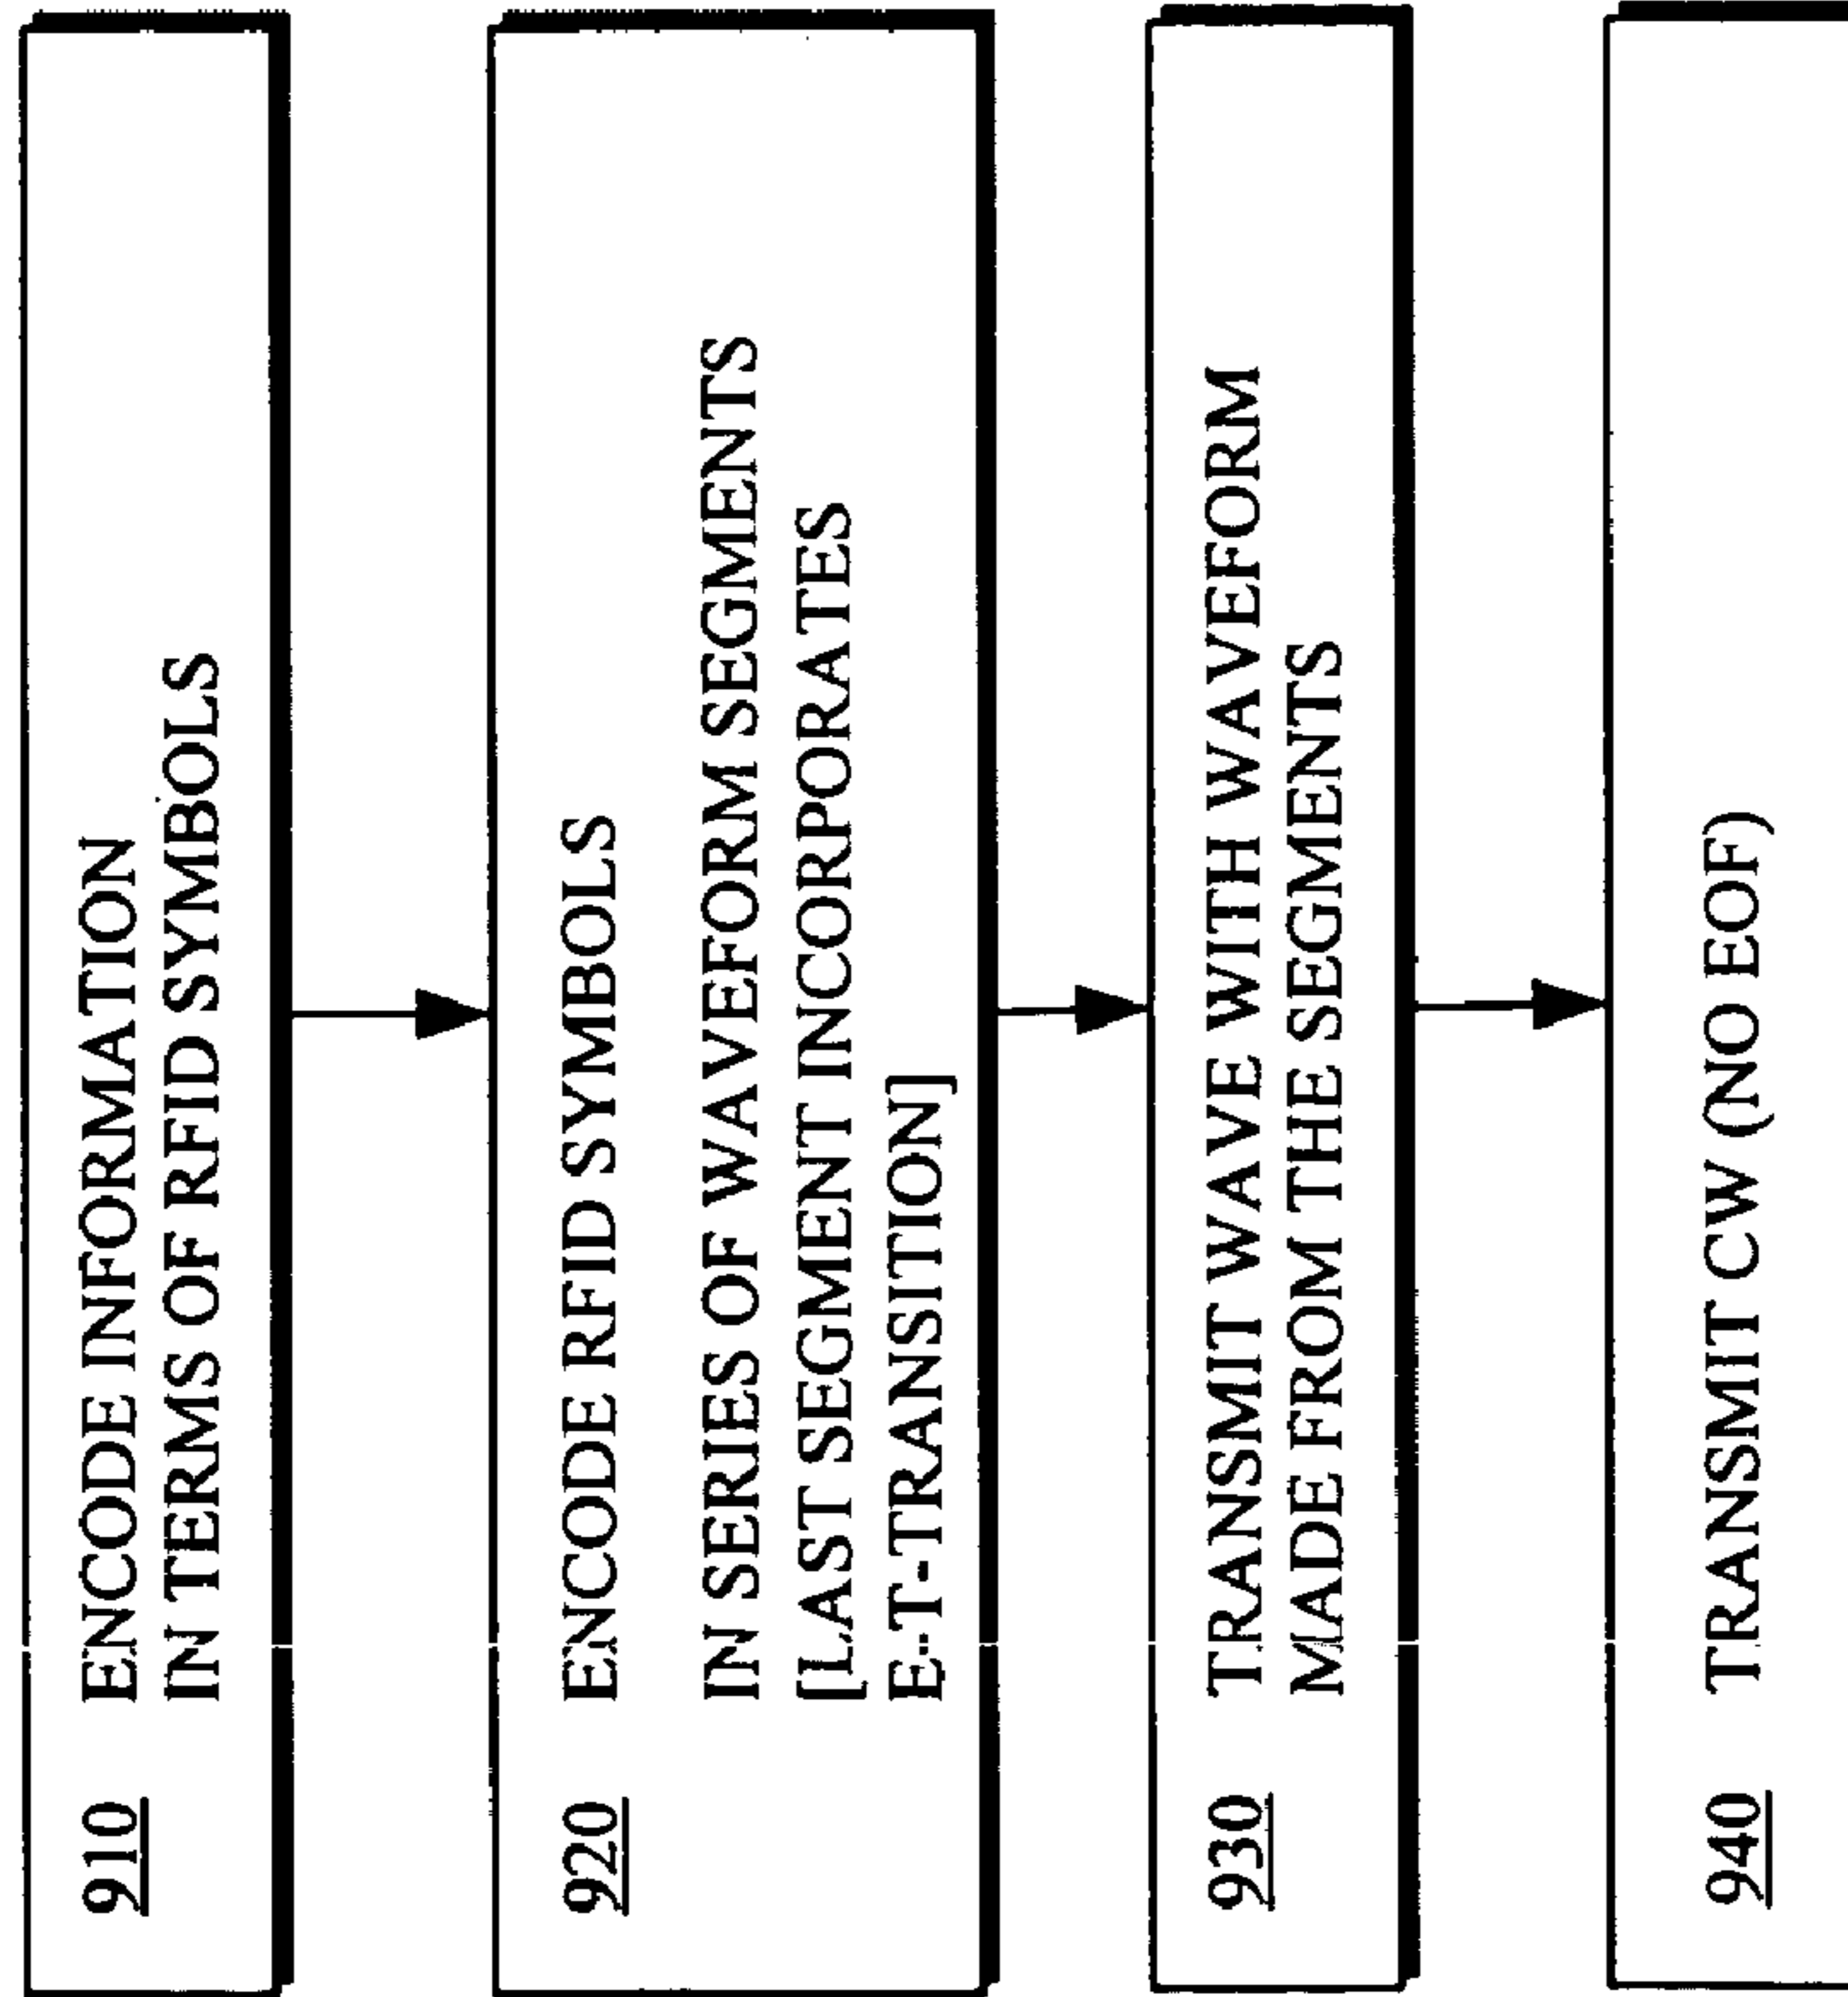 910 ENCODE INFORMATION
IN TERMS OF RFID SYMBOLS
920 ENCODE RFID SYMBOLS
IN SERIES OF WAVEFORM SEGMENTS
[LAST SEGMENT INCORPORATES
E-T-TRANSITION]
930 TRANSMIT WAVE WITH WAVEFORM
MADE FROM THE SEGMENTS
940 TRANSMIT CW (NO EOF)